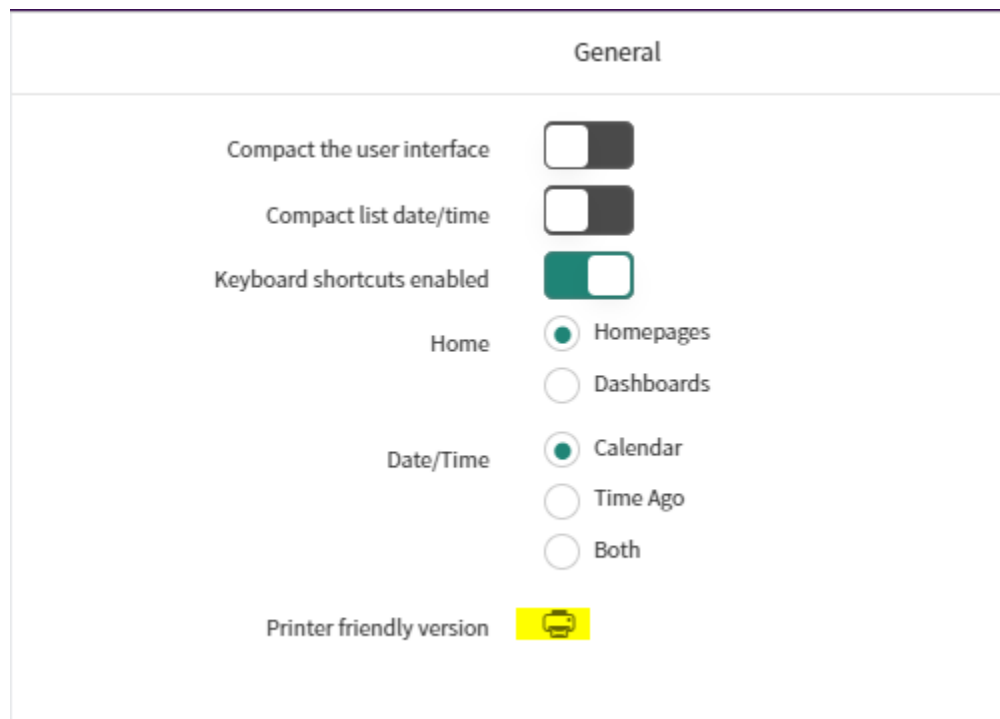 General
Compact the user interface
Compact list date/time
Keyboard shortcuts enabled
Home
Homepages
Dashboards
Date/Time
Calendar
Time Ago
Both
Printer friendly version